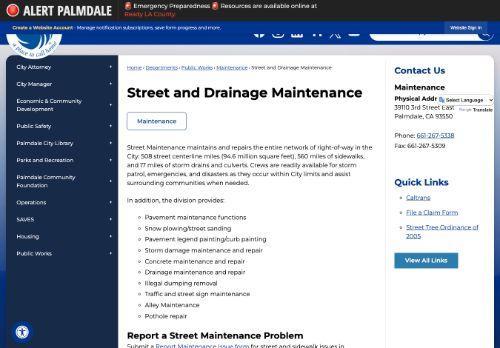 ALERT PALMDALE
Emergency Preparedness Resources are available online at
Ready LA County.
Create a Website Account - Manage notification subscriptions, save form progress and more.
Website Sign In
a place to call home
City Attorney +
City Manager +
Economic & Community
Development +
Public Safety +
Palmdale City Library +
Parks and Recreation +
Palmdale Community
Foundation +
Operations +
SAVES +
Housing +
Public Works +
Home › Departments › Public Works › Maintenance › Street and Drainage Maintenance
Street and Drainage Maintenance
Maintenance
Street Maintenance maintains and repairs the entire network of right-of-way in the
City: 508 street centerline miles (94.6 million square feet), 560 miles of sidewalks,
and 17 miles of storm drains and culverts. Crews are readily available for storm
patrol, emergencies, and disasters as they occur within City limits and assist
surrounding communities when needed.
In addition, the division provides:
Pavement maintenance functions
Snow plowing/street sanding
Pavement legend painting/curb painting
Storm damage maintenance and repair
Concrete maintenance and repair
Drainage maintenance and repair
Illegal dumping removal
Traffic and street sign maintenance
Alley Maintenance
Pothole repair
Report a Street Maintenance Problem
Submit a Report Maintenance Issue form for street and sidewalk issues in
Contact Us
Maintenance
Physical Addr
Select Language
39110 3rd Street East
Translate
Palmdale, CA 93550
Phone: 661-267-5338
Fax: 661-267-5309
Quick Links
Caltrans
File a Claim Form
Street Tree Ordinance of
2005
View All Links